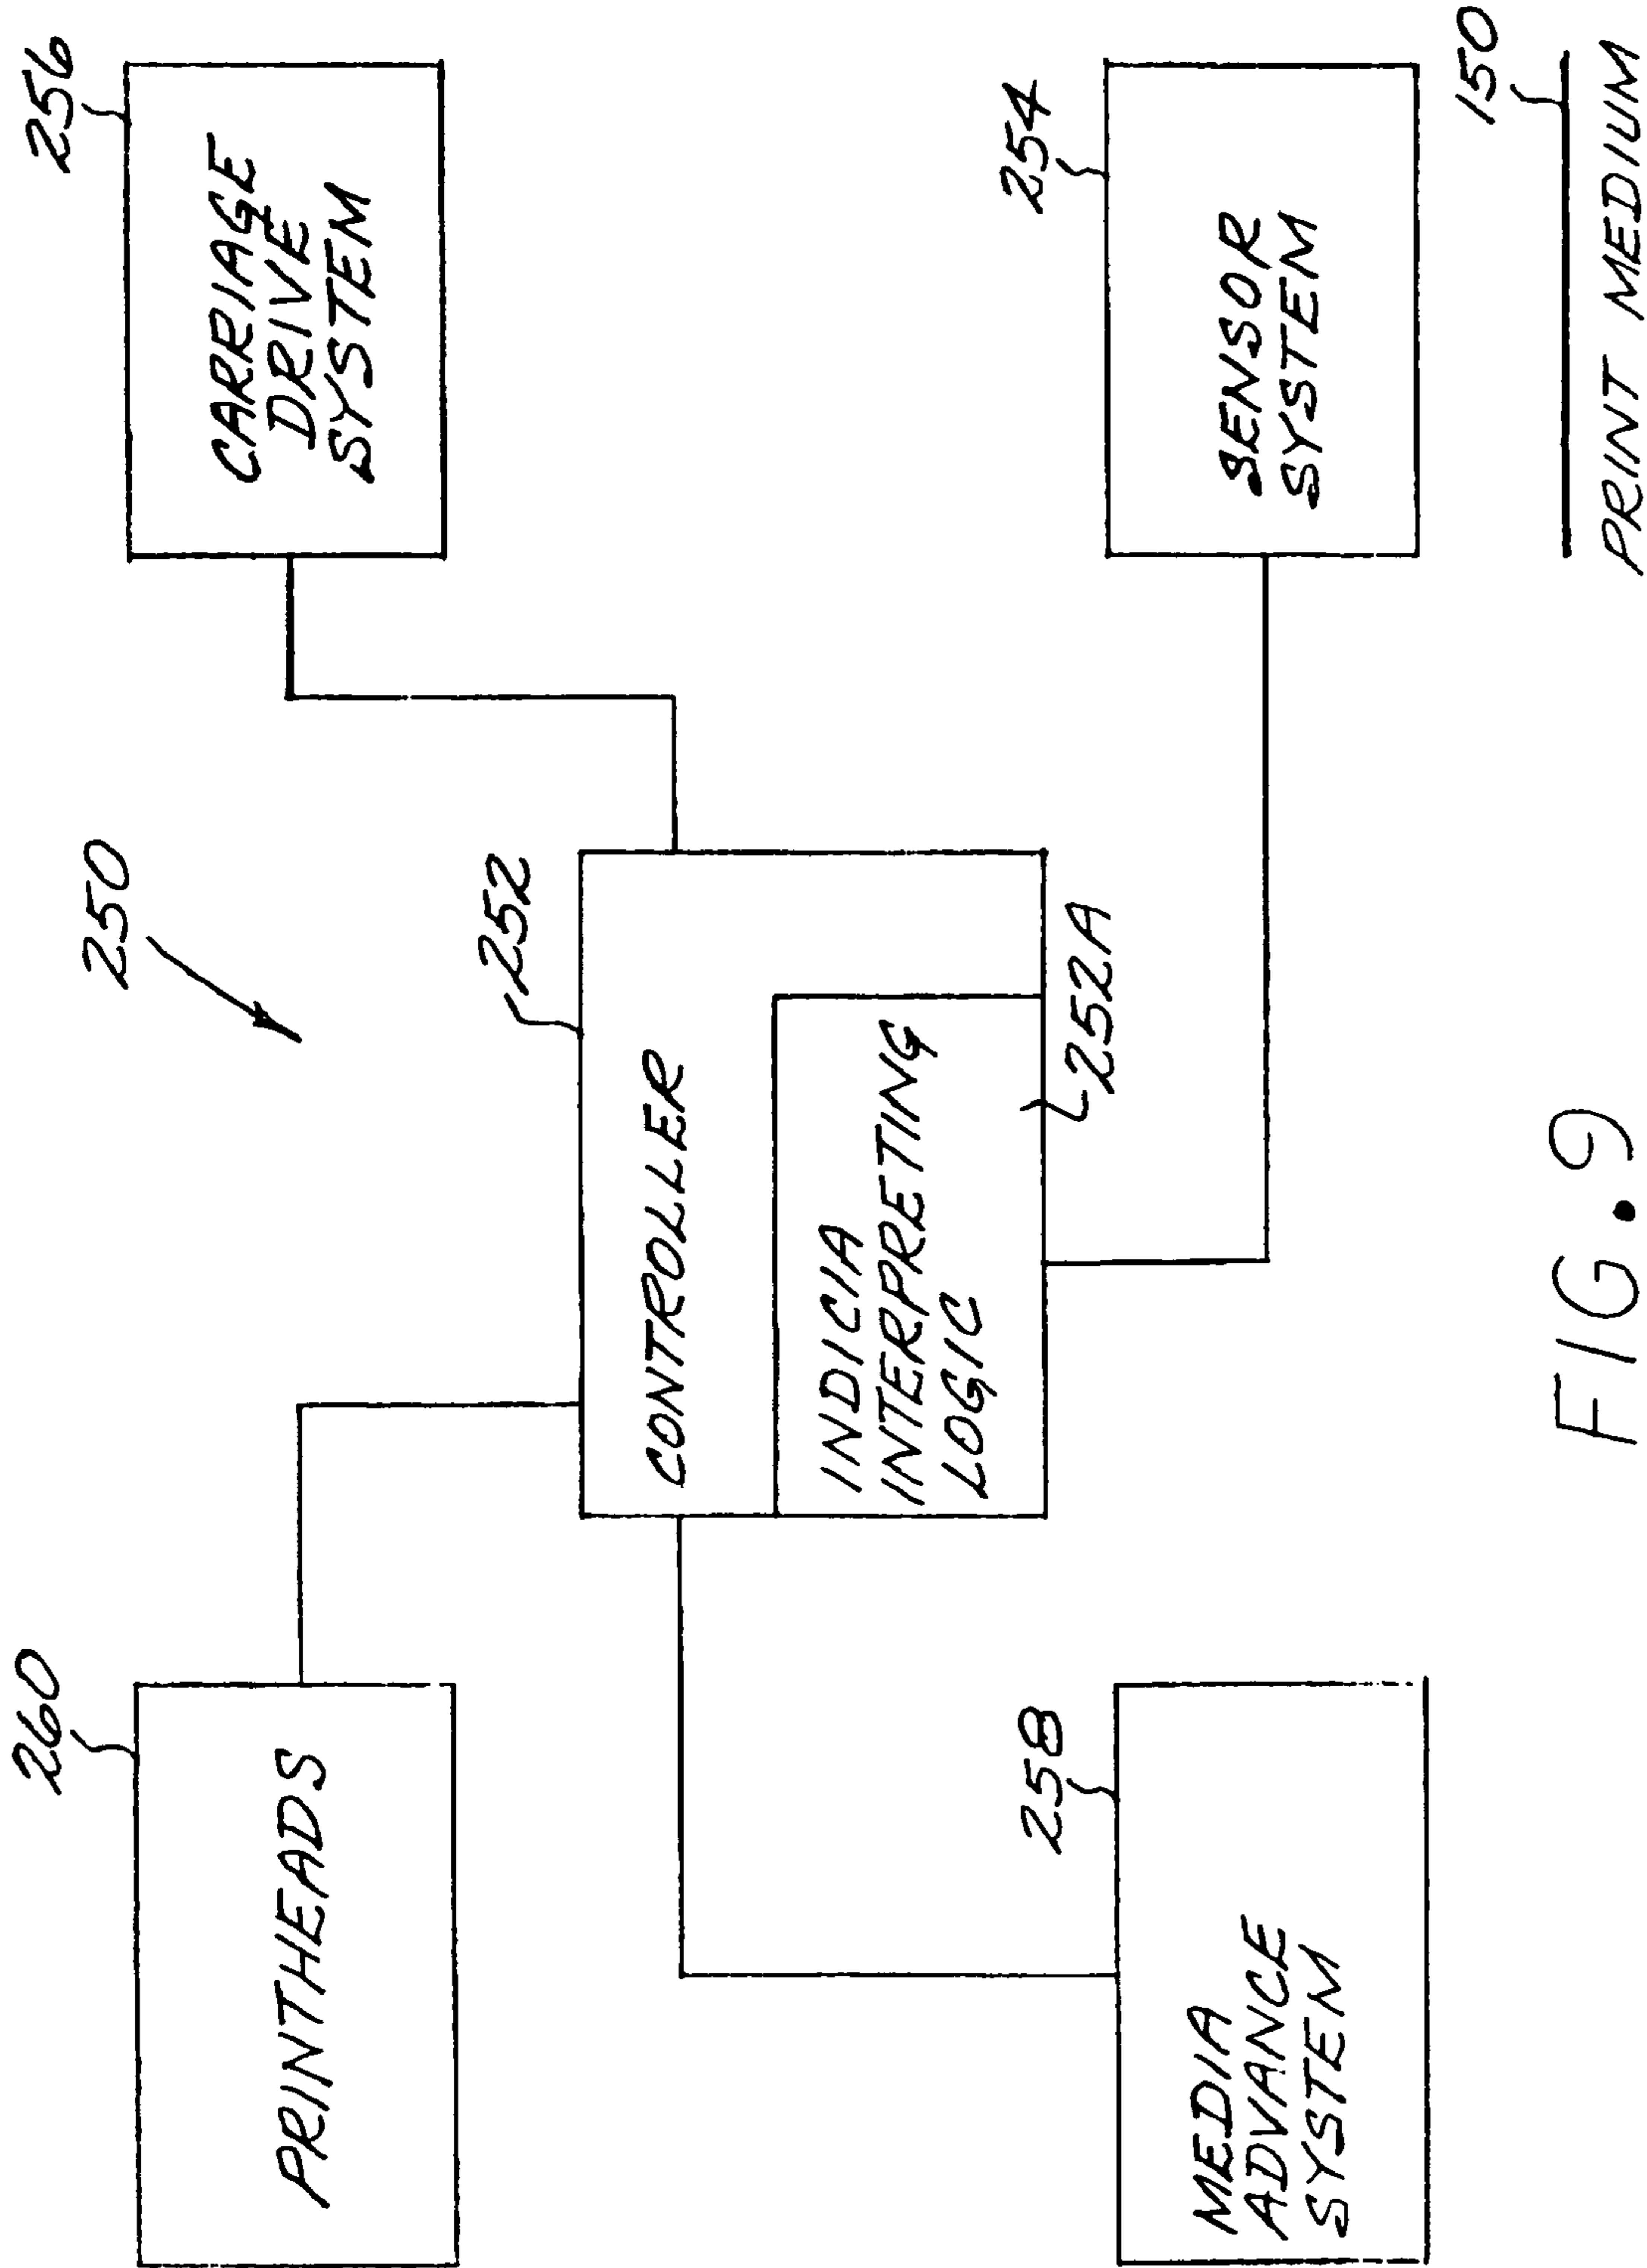 250
260
PRINTHEADS
256
CARRIAGE
DRIVE
SYSTEM
252
CONTROLLER
INDICIA
INTERPRETING
LOGIC
252A
258
MEDIA
ADVANCE
SYSTEM
254
SENSOR
SYSTEM
150
PRINT MEDIUM
FIG. 9